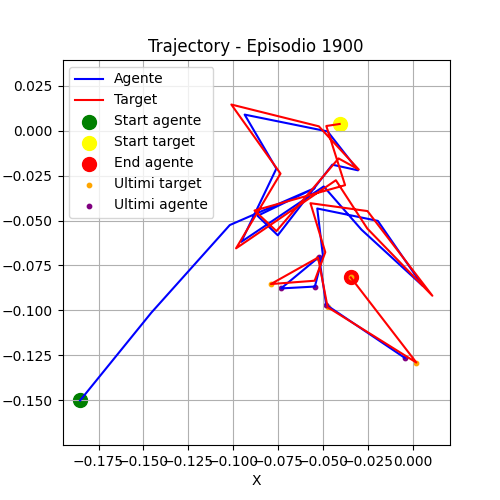 Trajectory - Episodio 1900
Agente
Target
Start agente
Start target
End agente
Ultimi target
Ultimi agente
0.025
0.000
−0.025
−0.050
−0.075
−0.100
−0.125
−0.150
−0.175 −0.150 −0.125 −0.100 −0.075 −0.050 −0.025 0.000
X